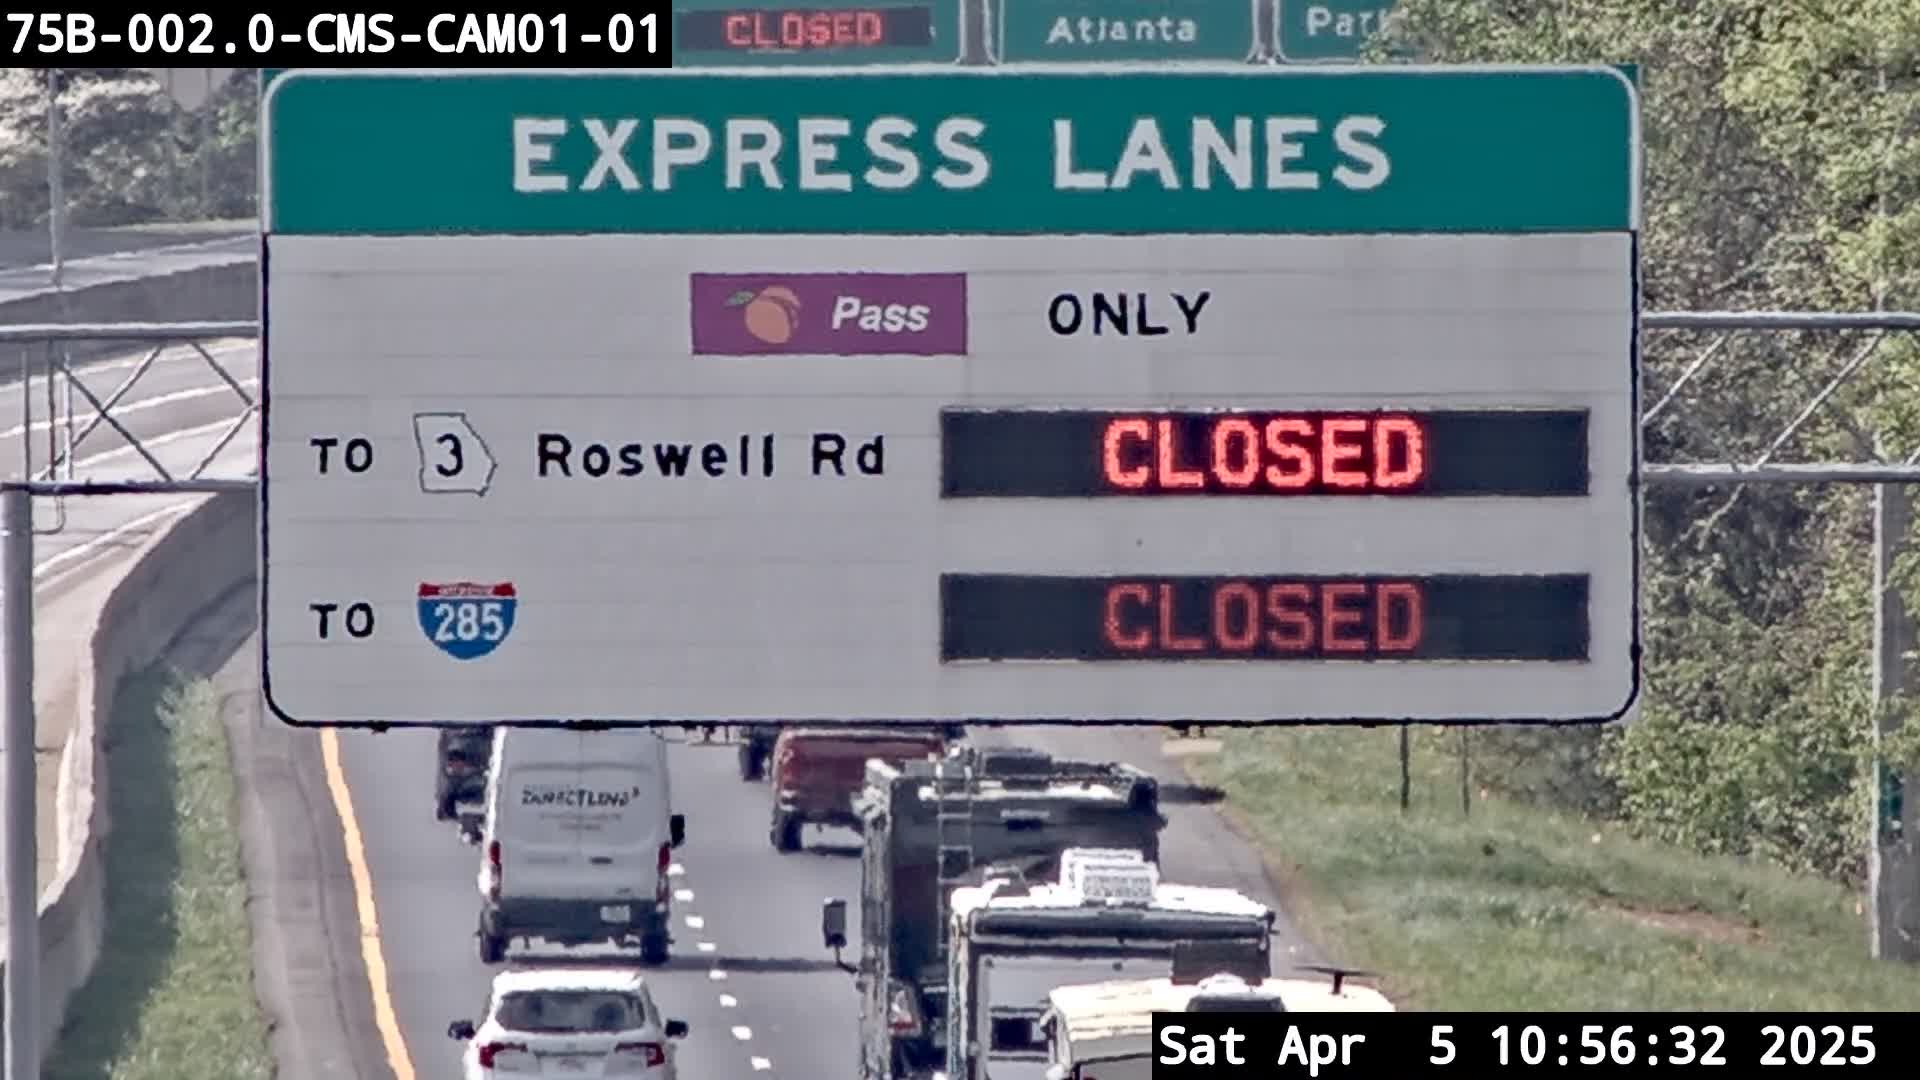 75B-002.0-CMS-CAM01-01
CLOSED
Atlanta
EXPRESS LANES
Pass ONLY
TO 3 Roswell Rd CLOSED
TO 285 CLOSED
Sat Apr 5 10:56:32 2025